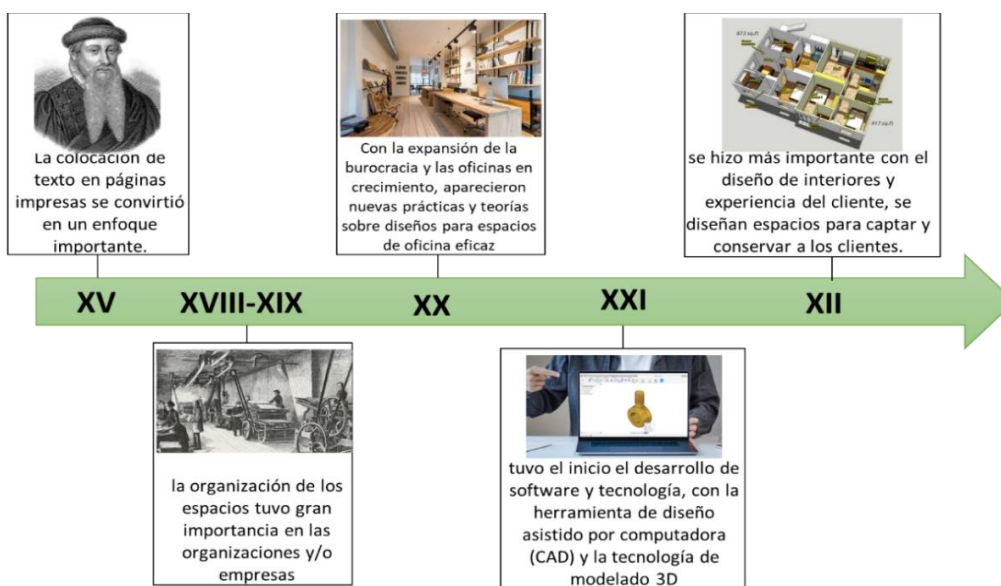 La colocación de
texto en páginas
impresas se convirtió
en un enfoque
importante.
Con la expansión de la
burocracia y las oficinas en
crecimiento, aparecieron
nuevas prácticas y teorías
sobre diseños para espacios
de oficina eficaz
se hizo más importante con el
diseño de interiores y
experiencia del cliente, se
diseñan espacios para captar y
conservar a los clientes.
XV
XVIII-XIX
XX
XXI
XII
la organización de los
espacios tuvo gran
importancia en las
organizaciones y/o
empresas
tuvo el inicio el desarrollo de
software y tecnología, con la
herramienta de diseño
asistido por computadora
(CAD) y la tecnología de
modelado 3D